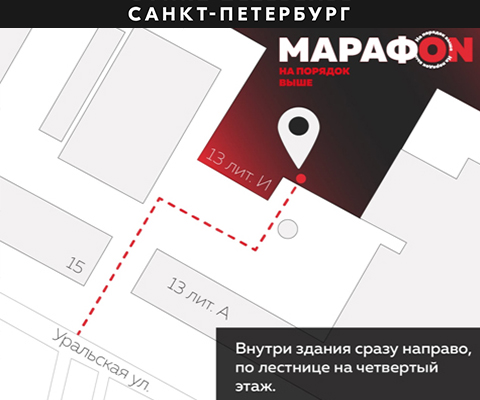 САНКТ-ПЕТЕРБУРГ
МАРАФON
НА ПОРЯДОК
ВЫШЕ
13 лит. И
15
13 лит. А
Уральская ул.
Внутри здания сразу направо,
по лестнице на четвертый
этаж.